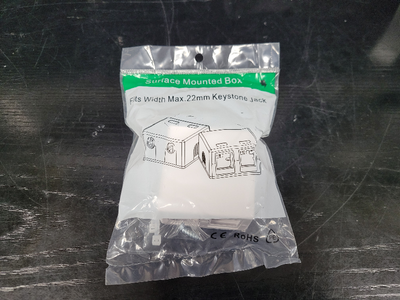 Surface Mounted Box
Fits Width Max.22mm Keystone Jack
CE ROHS